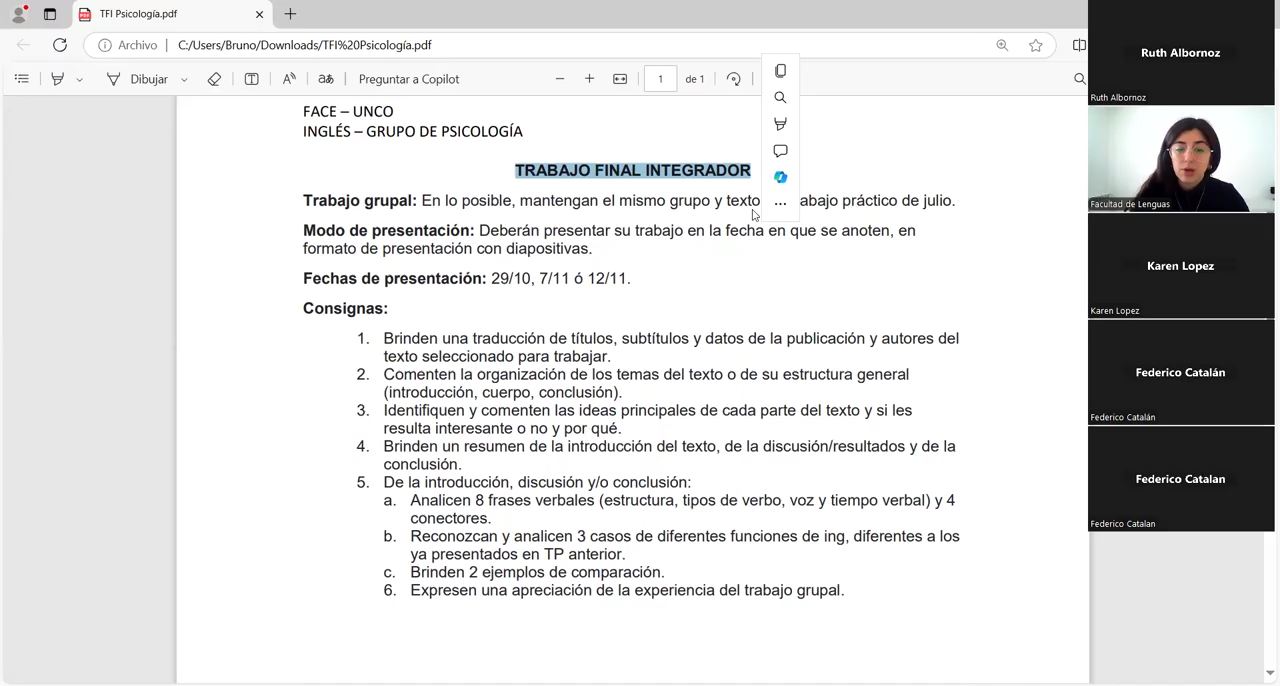 TFI Psicología.pdf
Archivo
C:/Users/Bruno/Downloads/TFI%20Psicología.pdf
Dibujar
Preguntar a Copilot
1 de 1
FACE – UNCO
INGLÉS – GRUPO DE PSICOLOGÍA
TRABAJO FINAL INTEGRADOR
Trabajo grupal: En lo posible, mantengan el mismo grupo y texto abajo práctico de julio.
Modo de presentación: Deberán presentar su trabajo en la fecha en que se anoten, en
formato de presentación con diapositivas.
Fechas de presentación: 29/10, 7/11 ó 12/11.
Consignas:
1. Brinden una traducción de títulos, subtítulos y datos de la publicación y autores del
texto seleccionado para trabajar.
2. Comenten la organización de los temas del texto o de su estructura general
(introducción, cuerpo, conclusión).
3. Identifiquen y comenten las ideas principales de cada parte del texto y si les
resulta interesante o no y por qué.
4. Brinden un resumen de la introducción del texto, de la discusión/resultados y de la
conclusión.
5. De la introducción, discusión y/o conclusión:
a. Analicen 8 frases verbales (estructura, tipos de verbo, voz y tiempo verbal) y 4
conectores.
b. Reconozcan y analicen 3 casos de diferentes funciones de ing, diferentes a los
ya presentados en TP anterior.
c. Brinden 2 ejemplos de comparación.
6. Expresen una apreciación de la experiencia del trabajo grupal.
Ruth Albornoz
Ruth Albornoz
Facultad de Lenguas
Karen Lopez
Karen Lopez
Federico Catalán
Federico Catalán
Federico Catalan
Federico Catalan